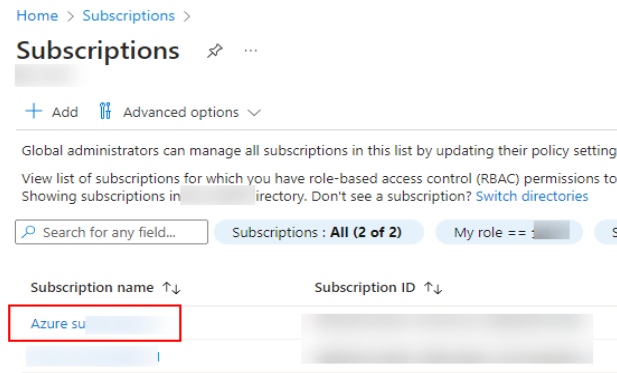 Home > Subscriptions >
Subscriptions ...
+ Add Advanced options
Global administrators can manage all subscriptions in this list by updating their policy setting
View list of subscriptions for which you have role-based access control (RBAC) permissions to
Showing subscriptions in irectory. Don't see a subscription? Switch directories
Search for any field... Subscriptions : All (2 of 2) My role == S
Subscription name ↑↓ Subscription ID ↑↓
Azure su